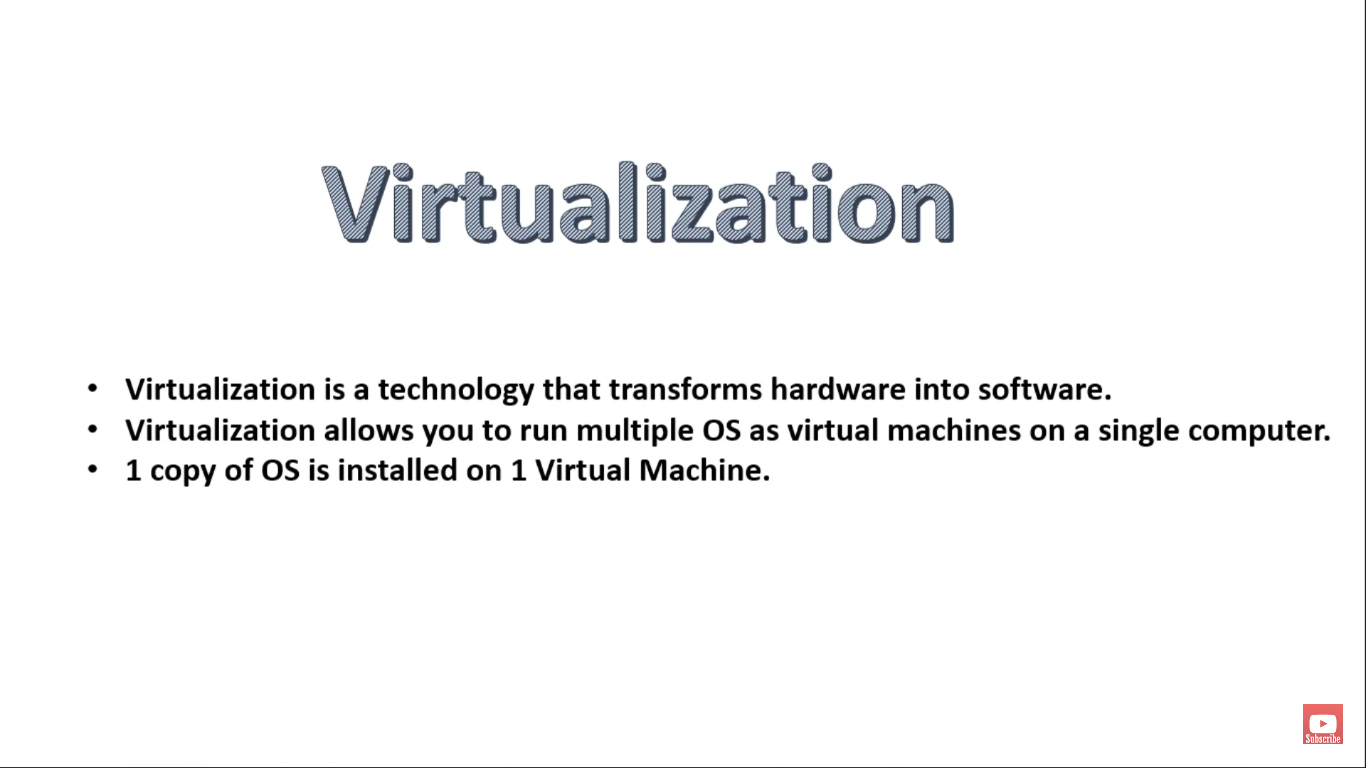 Virtualization
• Virtualization is a technology that transforms hardware into software.
• Virtualization allows you to run multiple OS as virtual machines on a single computer.
• 1 copy of OS is installed on 1 Virtual Machine.
Subscribe